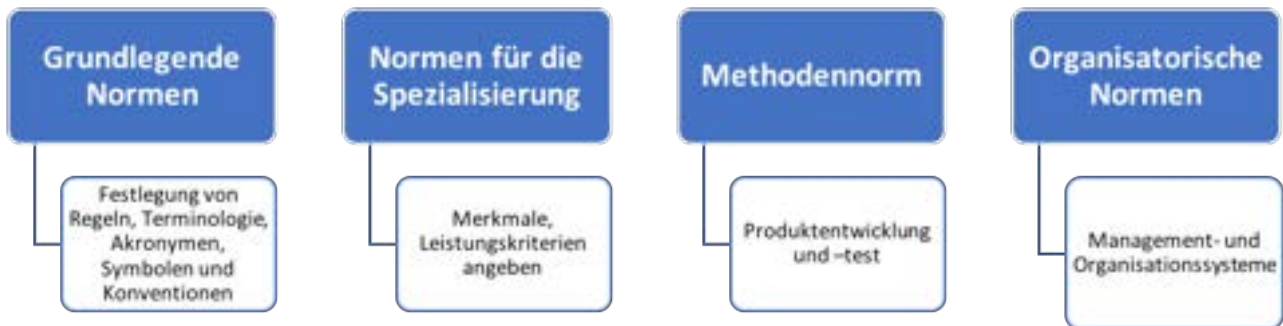 Grundlegende
Normen
Festlegung von
Regeln, Terminologie,
Akronymen,
Symbolen und
Konventionen
Normen für die
Spezialisierung
Merkmale,
Leistungskriterien
angeben
Methodennorm
Produktentwicklung
und –test
Organisatorische
Normen
Management- und
Organisationssysteme